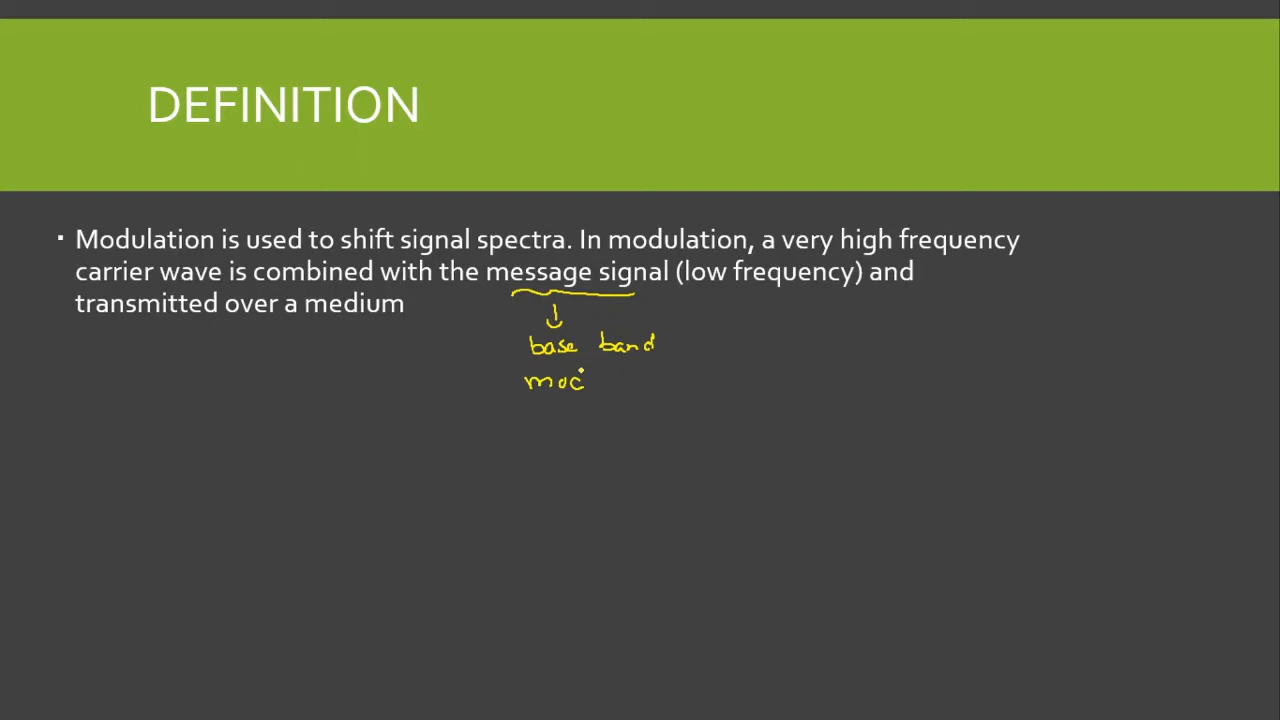 DEFINITION
▪ Modulation is used to shift signal spectra. In modulation, a very high frequency
carrier wave is combined with the message signal (low frequency) and
transmitted over a medium
base band
moc